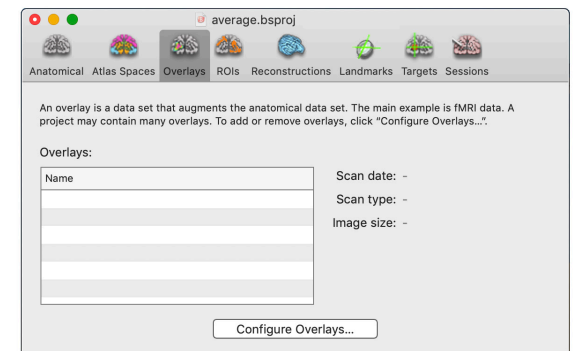 average.bsproj
Anatomical Atlas Spaces Overlays ROIs Reconstructions Landmarks Targets Sessions
An overlay is a data set that augments the anatomical data set. The main example is fMRI data. A
project may contain many overlays. To add or remove overlays, click “Configure Overlays...”.
Overlays:
Name
Scan date: –
Scan type: –
Image size: –
Configure Overlays...